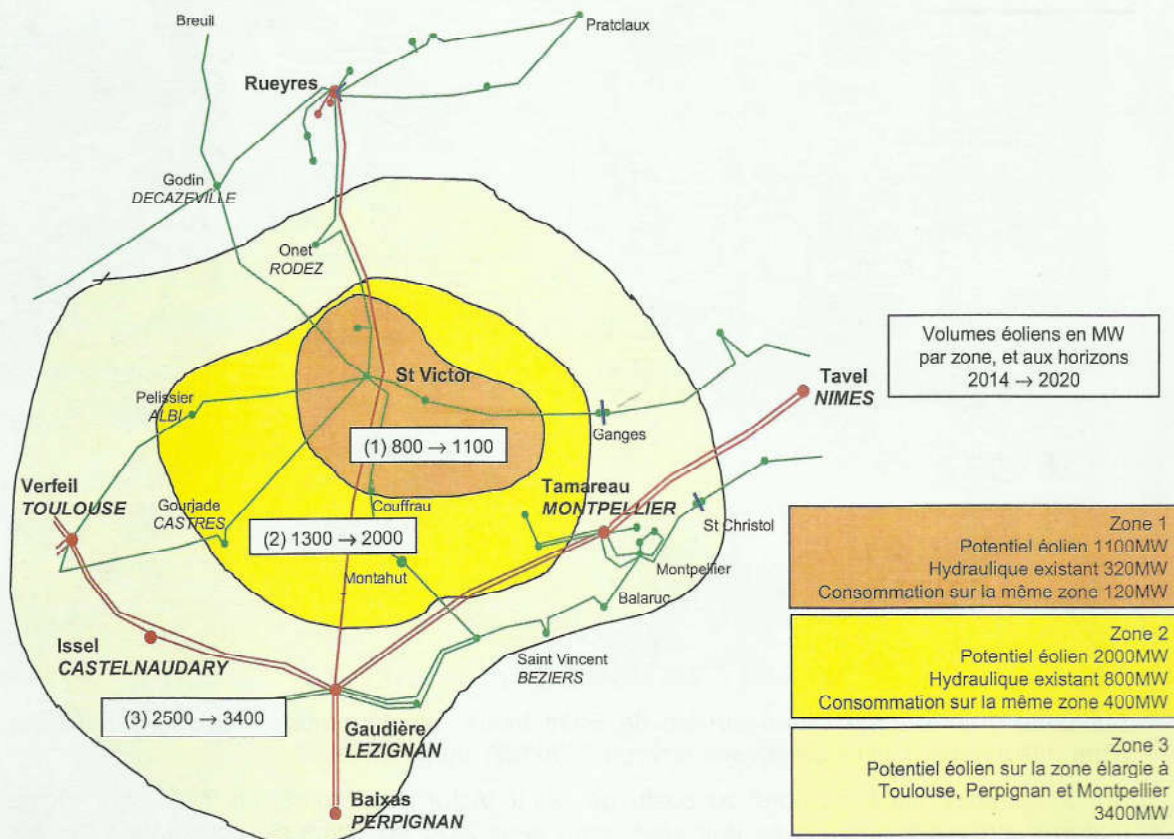 Breuil
Pratclaux
Rueyres
Godin
DECAZEVILLE
Onet
RODEZ
Volumes éoliens en MW
par zone, et aux horizons
2014 → 2020
St Victor
Tavel
NIMES
Pelissier
ALBI
Ganges
(1) 800 → 1100
Verfeil
TOULOUSE
Gourjade
CASTRES
Couffrau
Tamareau
MONTPELLIER
St Christol
(2) 1300 → 2000
Montahut
Montpellier
Balaruc
Issel
CASTELNAUDARY
Saint Vincent
BEZIERS
(3) 2500 → 3400
Gaudière
LEZIGNAN
Baixas
PERPIGNAN
Zone 1
Potentiel éolien 1100MW
Hydraulique existant 320MW
Consommation sur la même zone 120MW
Zone 2
Potentiel éolien 2000MW
Hydraulique existant 800MW
Consommation sur la même zone 400MW
Zone 3
Potentiel éolien sur la zone élargie à
Toulouse, Perpignan et Montpellier
3400MW